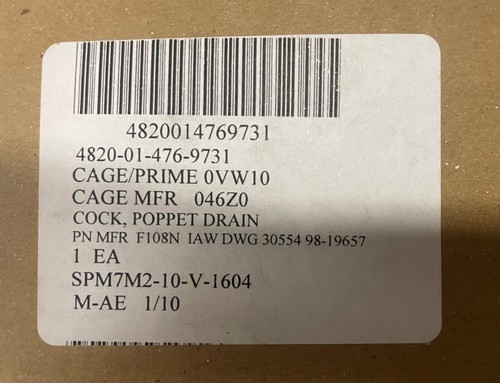 4820014769731
4820-01-476-9731
CAGE/PRIME 0VW10
CAGE MFR 046Z0
COCK, POPPET DRAIN
PN MFR F108N IAW DWG 30554 98-19657
1 EA
SPM7M2-10-V-1604
M-AE 1/10